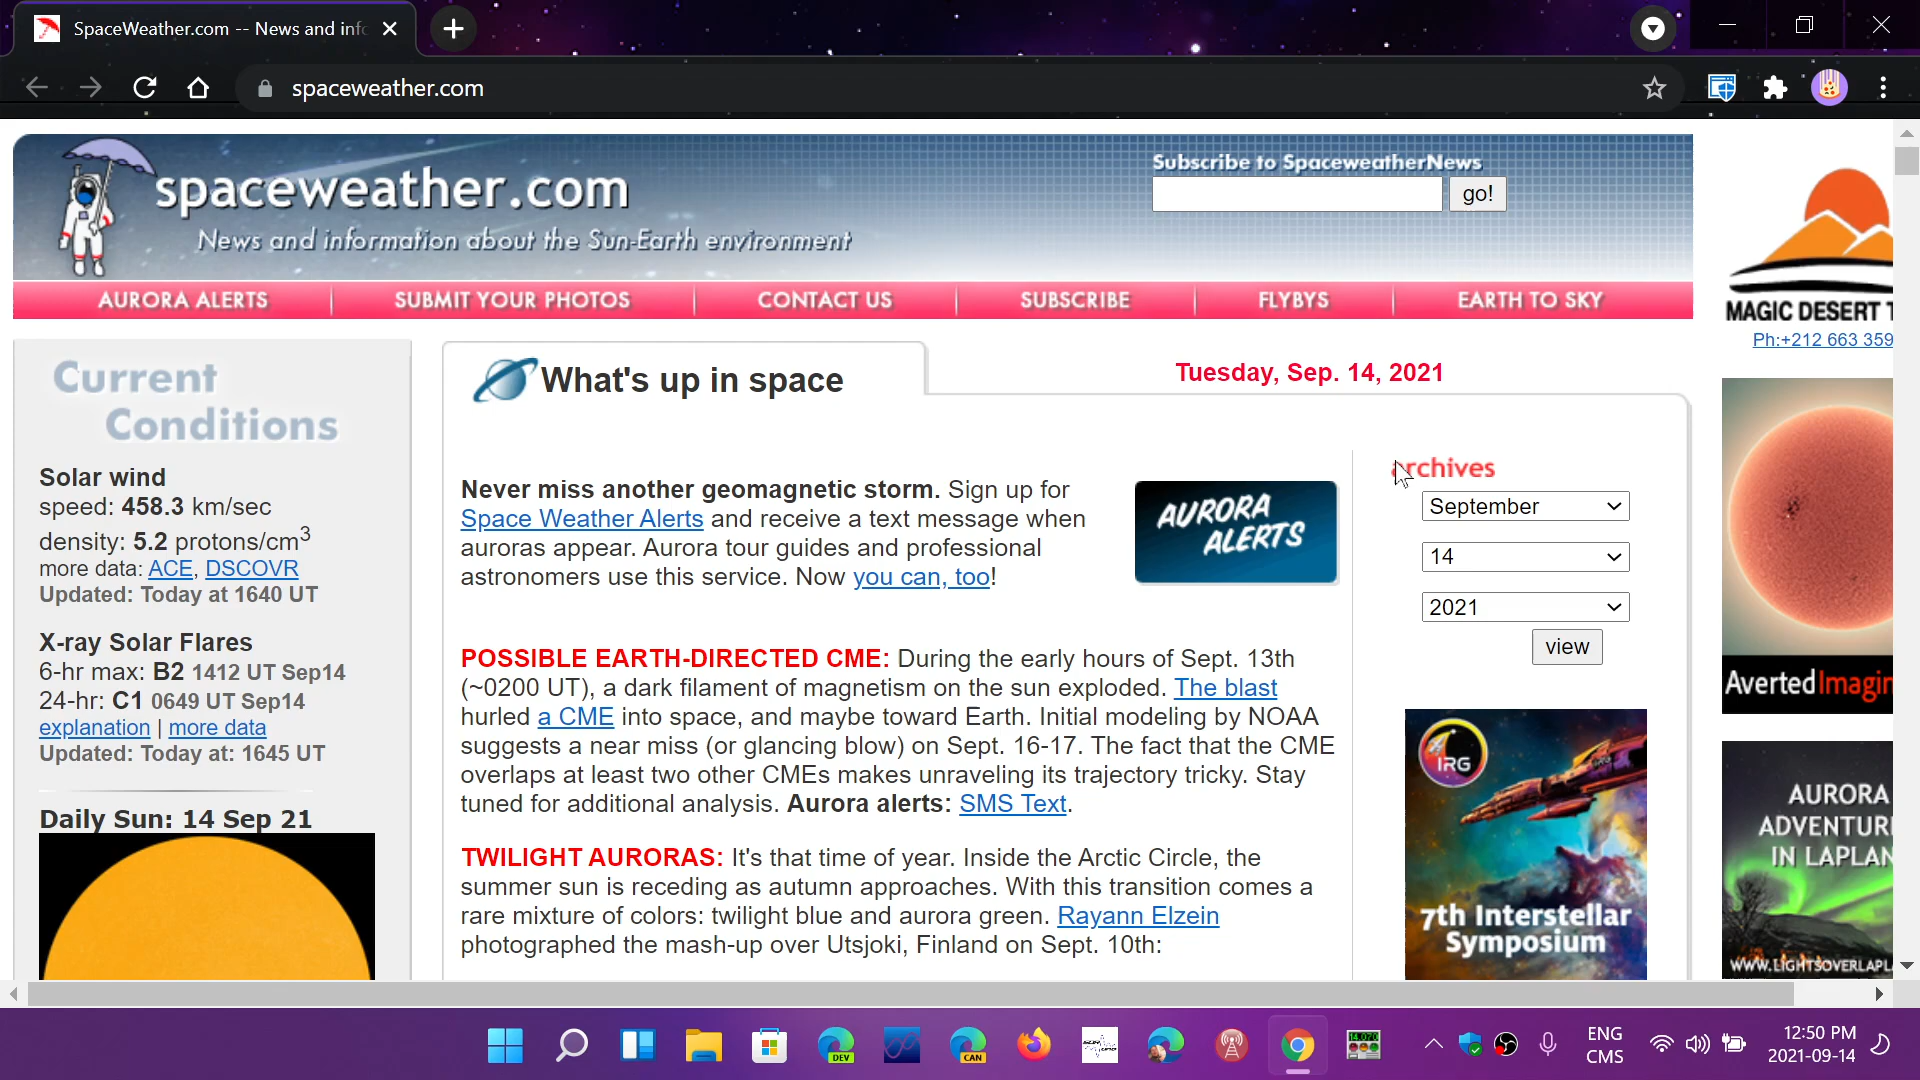 SpaceWeather.com -- News and inf
spaceweather.com
spaceweather.com
News and information about the Sun-Earth environment
Subscribe to SpaceweatherNews
go!
AURORA ALERTS
SUBMIT YOUR PHOTOS
CONTACT US
SUBSCRIBE
FLYBYS
EARTH TO SKY
Current
Conditions
Solar wind
speed: 458.3 km/sec
density: 5.2 protons/cm3
more data: ACE, DSCOVR
Updated: Today at 1640 UT
X-ray Solar Flares
6-hr max: B2 1412 UT Sep14
24-hr: C1 0649 UT Sep14
explanation | more data
Updated: Today at: 1645 UT
Daily Sun: 14 Sep 21
What's up in space
Tuesday, Sep. 14, 2021
Never miss another geomagnetic storm. Sign up for
Space Weather Alerts and receive a text message when
auroras appear. Aurora tour guides and professional
astronomers use this service. Now you can, too!
AURORA
ALERTS
POSSIBLE EARTH-DIRECTED CME: During the early hours of Sept. 13th
(~0200 UT), a dark filament of magnetism on the sun exploded. The blast
hurled a CME into space, and maybe toward Earth. Initial modeling by NOAA
suggests a near miss (or glancing blow) on Sept. 16-17. The fact that the CME
overlaps at least two other CMEs makes unraveling its trajectory tricky. Stay
tuned for additional analysis. Aurora alerts: SMS Text.
TWILIGHT AURORAS: It's that time of year. Inside the Arctic Circle, the
summer sun is receding as autumn approaches. With this transition comes a
rare mixture of colors: twilight blue and aurora green. Rayann Elzein
photographed the mash-up over Utsjoki, Finland on Sept. 10th:
archives
September
14
2021
view
IRG
7th Interstellar
Symposium
MAGIC DESERT T
Ph:+212 663 359
AvertedImagin
AURORA
ADVENTUR
IN LAPLAN
WWW.LIGHTSOVERLAPL
DEV
CAN
ENG
CMS
12:50 PM
2021-09-14